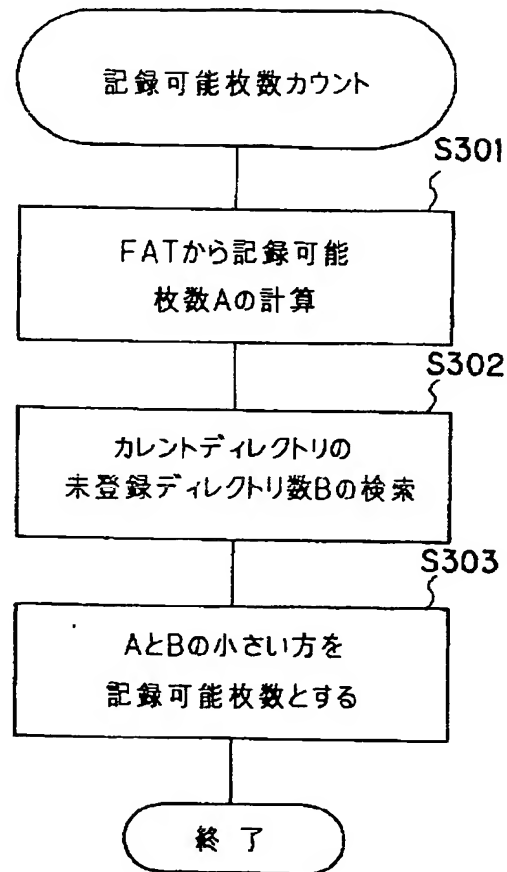 記録可能枚数カウント
S301
FATから記録可能
枚数Aの計算
S302
カレントディレクトリの
未登録ディレクトリ数Bの検索
S303
AとBの小さい方を
記録可能枚数とする
終了